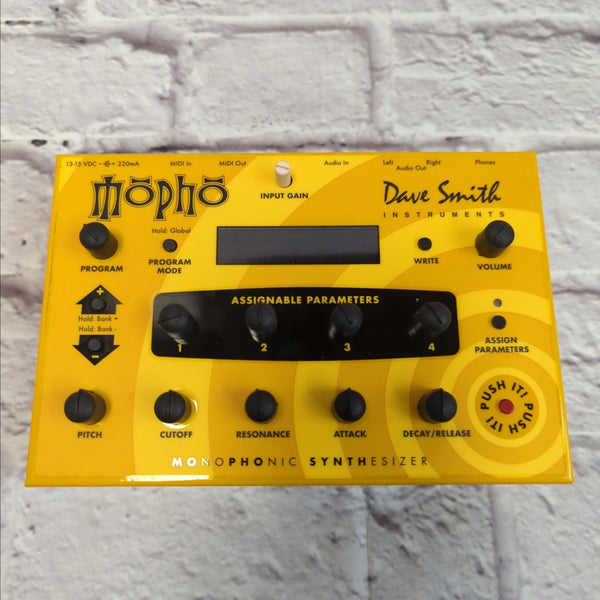 13-15 VDC 220mA MIDI In MIDI Out Audio In Left Right Phones
Audio Out
Mopho
INPUT GAIN
Dave Smith
INSTRUMENTS
Hold: Global
PROGRAM
PROGRAM MODE
WRITE
VOLUME
+
Hold: Bank +
Hold: Bank -
-
ASSIGNABLE PARAMETERS
1 2 3 4
ASSIGN
PARAMETERS
PUSH IT! PUSH IT!
PITCH CUTOFF RESONANCE ATTACK DECAY/RELEASE
MONOPHONIC SYNTHESIZER